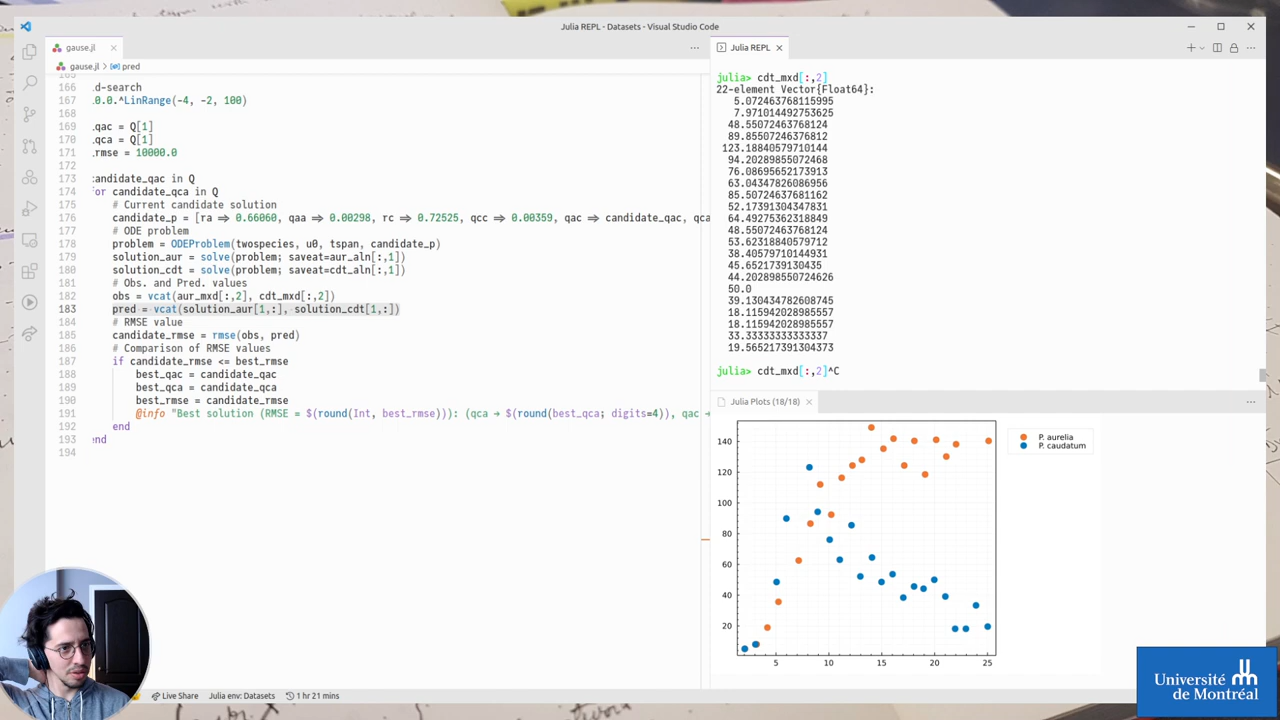 Julia REPL - Datasets - Visual Studio Code
gause.jl
gause.jl > pred
165
166 ld-search
167 10.0.^LinRange(-4, -2, 100)
168
169 _qac = Q[1]
170 _qca = Q[1]
171 _rmse = 10000.0
172
173 candidate_qac in Q
174 for candidate_qca in Q
175 # Current candidate solution
176 candidate_p = [ra => 0.66060, qaa => 0.00298, rc => 0.72525, qcc => 0.00359, qac => candidate_qac, qca
177 # ODE problem
178 problem = ODEProblem(twospecies, u0, tspan, candidate_p)
179 solution_aur = solve(problem; saveat=aur_aln[:,1])
180 solution_cdt = solve(problem; saveat=cdt_aln[:,1])
181 # Obs. and Pred. values
182 obs = vcat(aur_mxd[:,2], cdt_mxd[:,2])
183 pred = vcat(solution_aur[1,:], solution_cdt[1,:])
184 # RMSE value
185 candidate_rmse = rmse(obs, pred)
186 # Comparison of RMSE values
187 if candidate_rmse <= best_rmse
188 best_qac = candidate_qac
189 best_qca = candidate_qca
190 best_rmse = candidate_rmse
191 @info "Best solution (RMSE = $(round(Int, best_rmse))): (qca → $(round(best_qca; digits=4)), qac →
192 end
193 end
194
Julia REPL
julia> cdt_mxd[:,2]
22-element Vector{Float64}:
5.072463768115995
7.971014492753625
48.55072463768124
89.85507246376812
123.18840579710144
94.20289855072468
76.08695652173913
63.04347826086956
85.50724637681162
52.17391304347831
64.49275362318849
48.55072463768124
53.62318840579712
38.40579710144931
45.6521739130435
44.202898550724626
50.0
39.130434782608745
18.115942028985557
18.115942028985557
33.33333333333337
19.565217391304373
julia> cdt_mxd[:,2]^C
Julia Plots (18/18)
140
120
100
80
60
40
20
5 10 15 20 25
P. aurelia
P. caudatum
Live Share Julia env: Datasets 1 hr 21 mins
Université
de Montréal